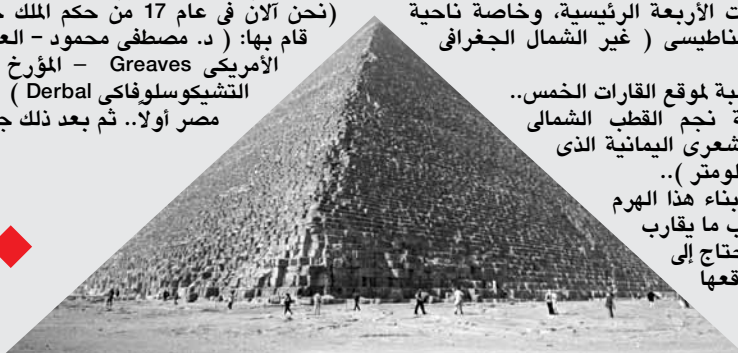 ت الأربعة الرئيسية، وخاصة ناحية
ناطيسى ( غير الشمال الجغرافى
بة لموقع القارات الخمس..
ة نجم القطب الشمالى
شعرى اليمانية الذى
لومتر )..
بناء هذا الهرم
ب ما يقارب
حتاج إلى
قعها
(نحن آلان فى عام 17 من حكم الملك خ
قام بها: ( د. مصطفى محمود – الع
الأمريكى Greaves – المؤرخ
التشيكوسلوفاكى Derbal )
مصر أولاً.. ثم بعد ذلك ج